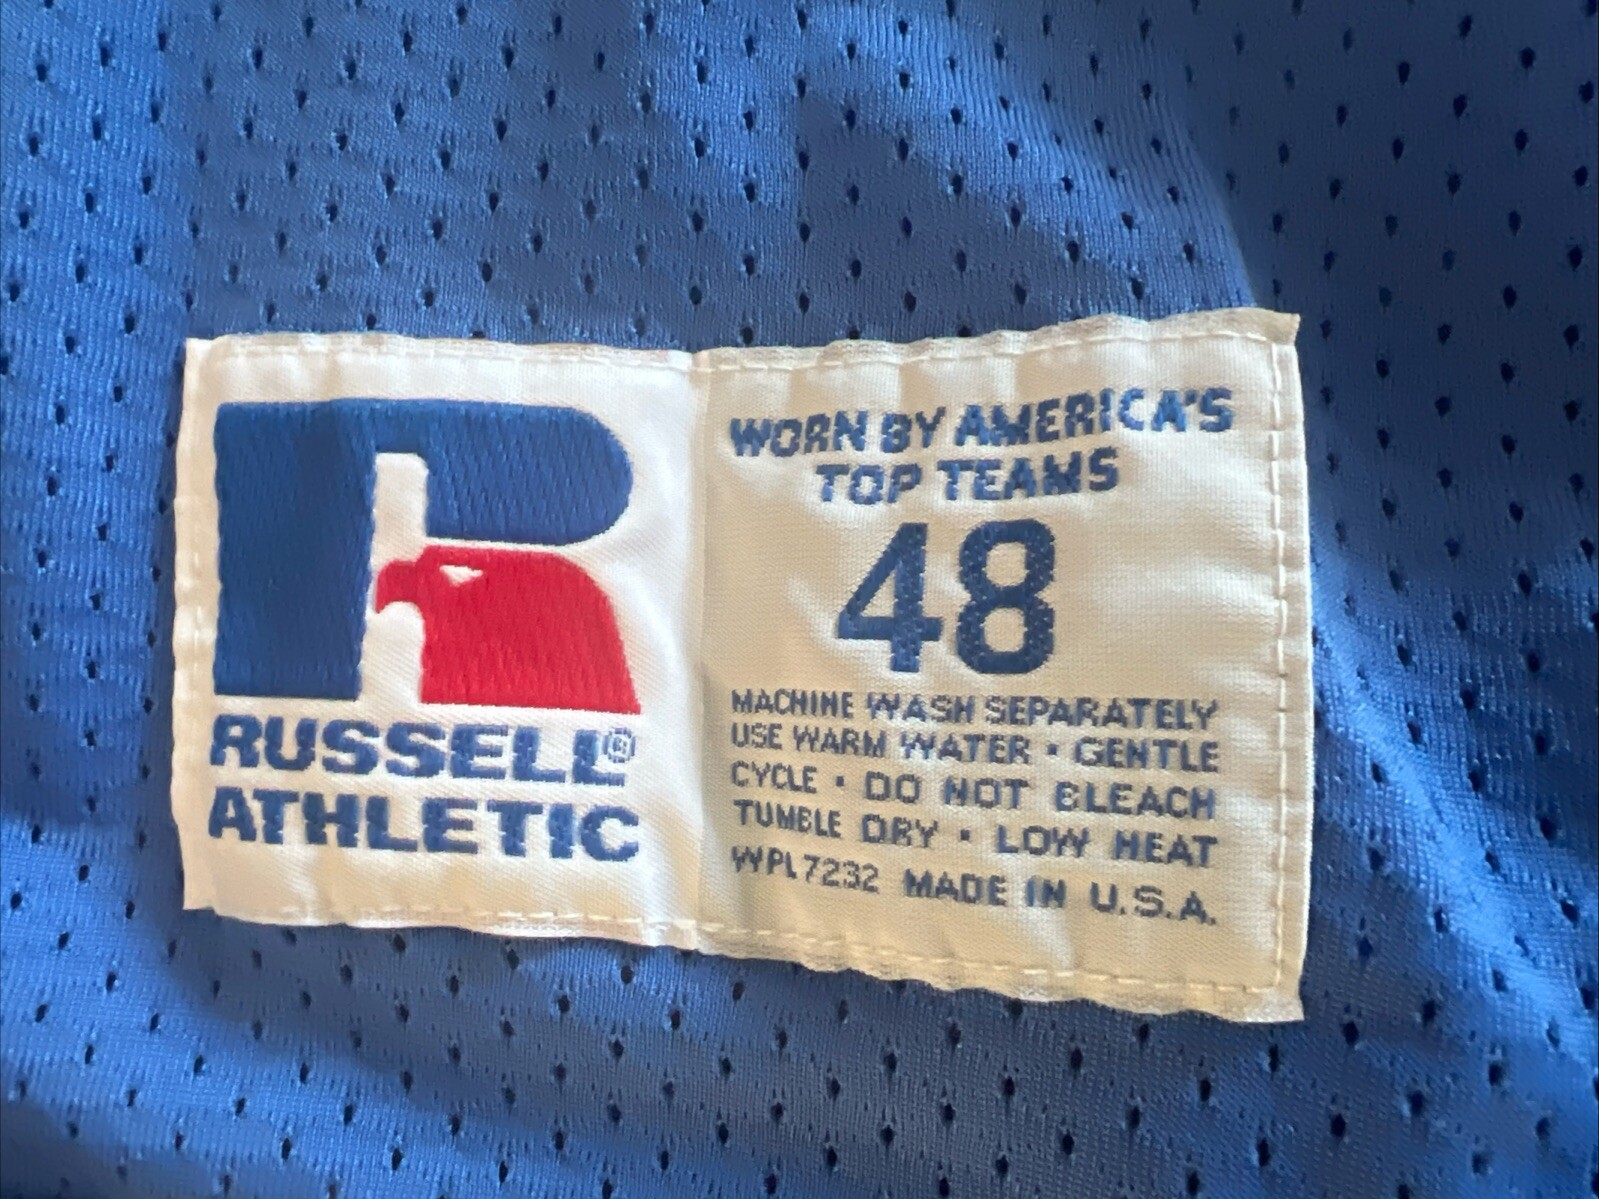 RUSSELL®
ATHLETIC
WORN BY AMERICA'S
TOP TEAMS
48
MACHINE WASH SEPARATELY
USE WARM WATER • GENTLE
CYCLE • DO NOT BLEACH
TUMBLE DRY • LOW HEAT
WPL7232 MADE IN U.S.A.